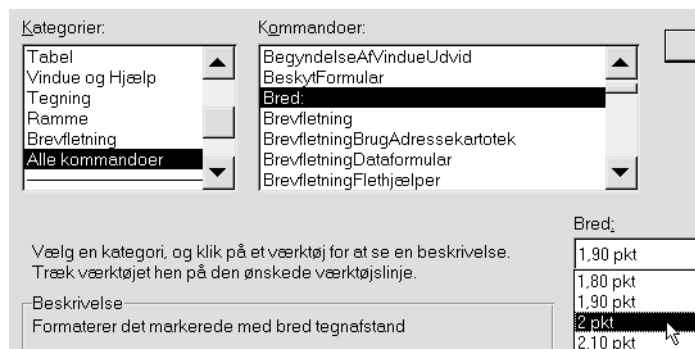 Kategorier:
Tabel
Vindue og Hjælp
Tegning
Ramme
Brevfletning
Alle kommandoer
Kommandoer:
BegyndelseAfVindueUdvid
BeskytFormular
Bred:
Brevfletning
BrevfletningBrugAdressekartotek
BrevfletningDataformular
BrevfletningFlethjælper
Vælg en kategori, og klik på et værktøj for at se en beskrivelse.
Træk værktøjet hen på den ønskede værktøjslinje.
Beskrivelse
Formaterer det markerede med bred tegnafstand
Bred:
1,90 pkt
1,80 pkt
1,90 pkt
2 pkt
2,10 pkt